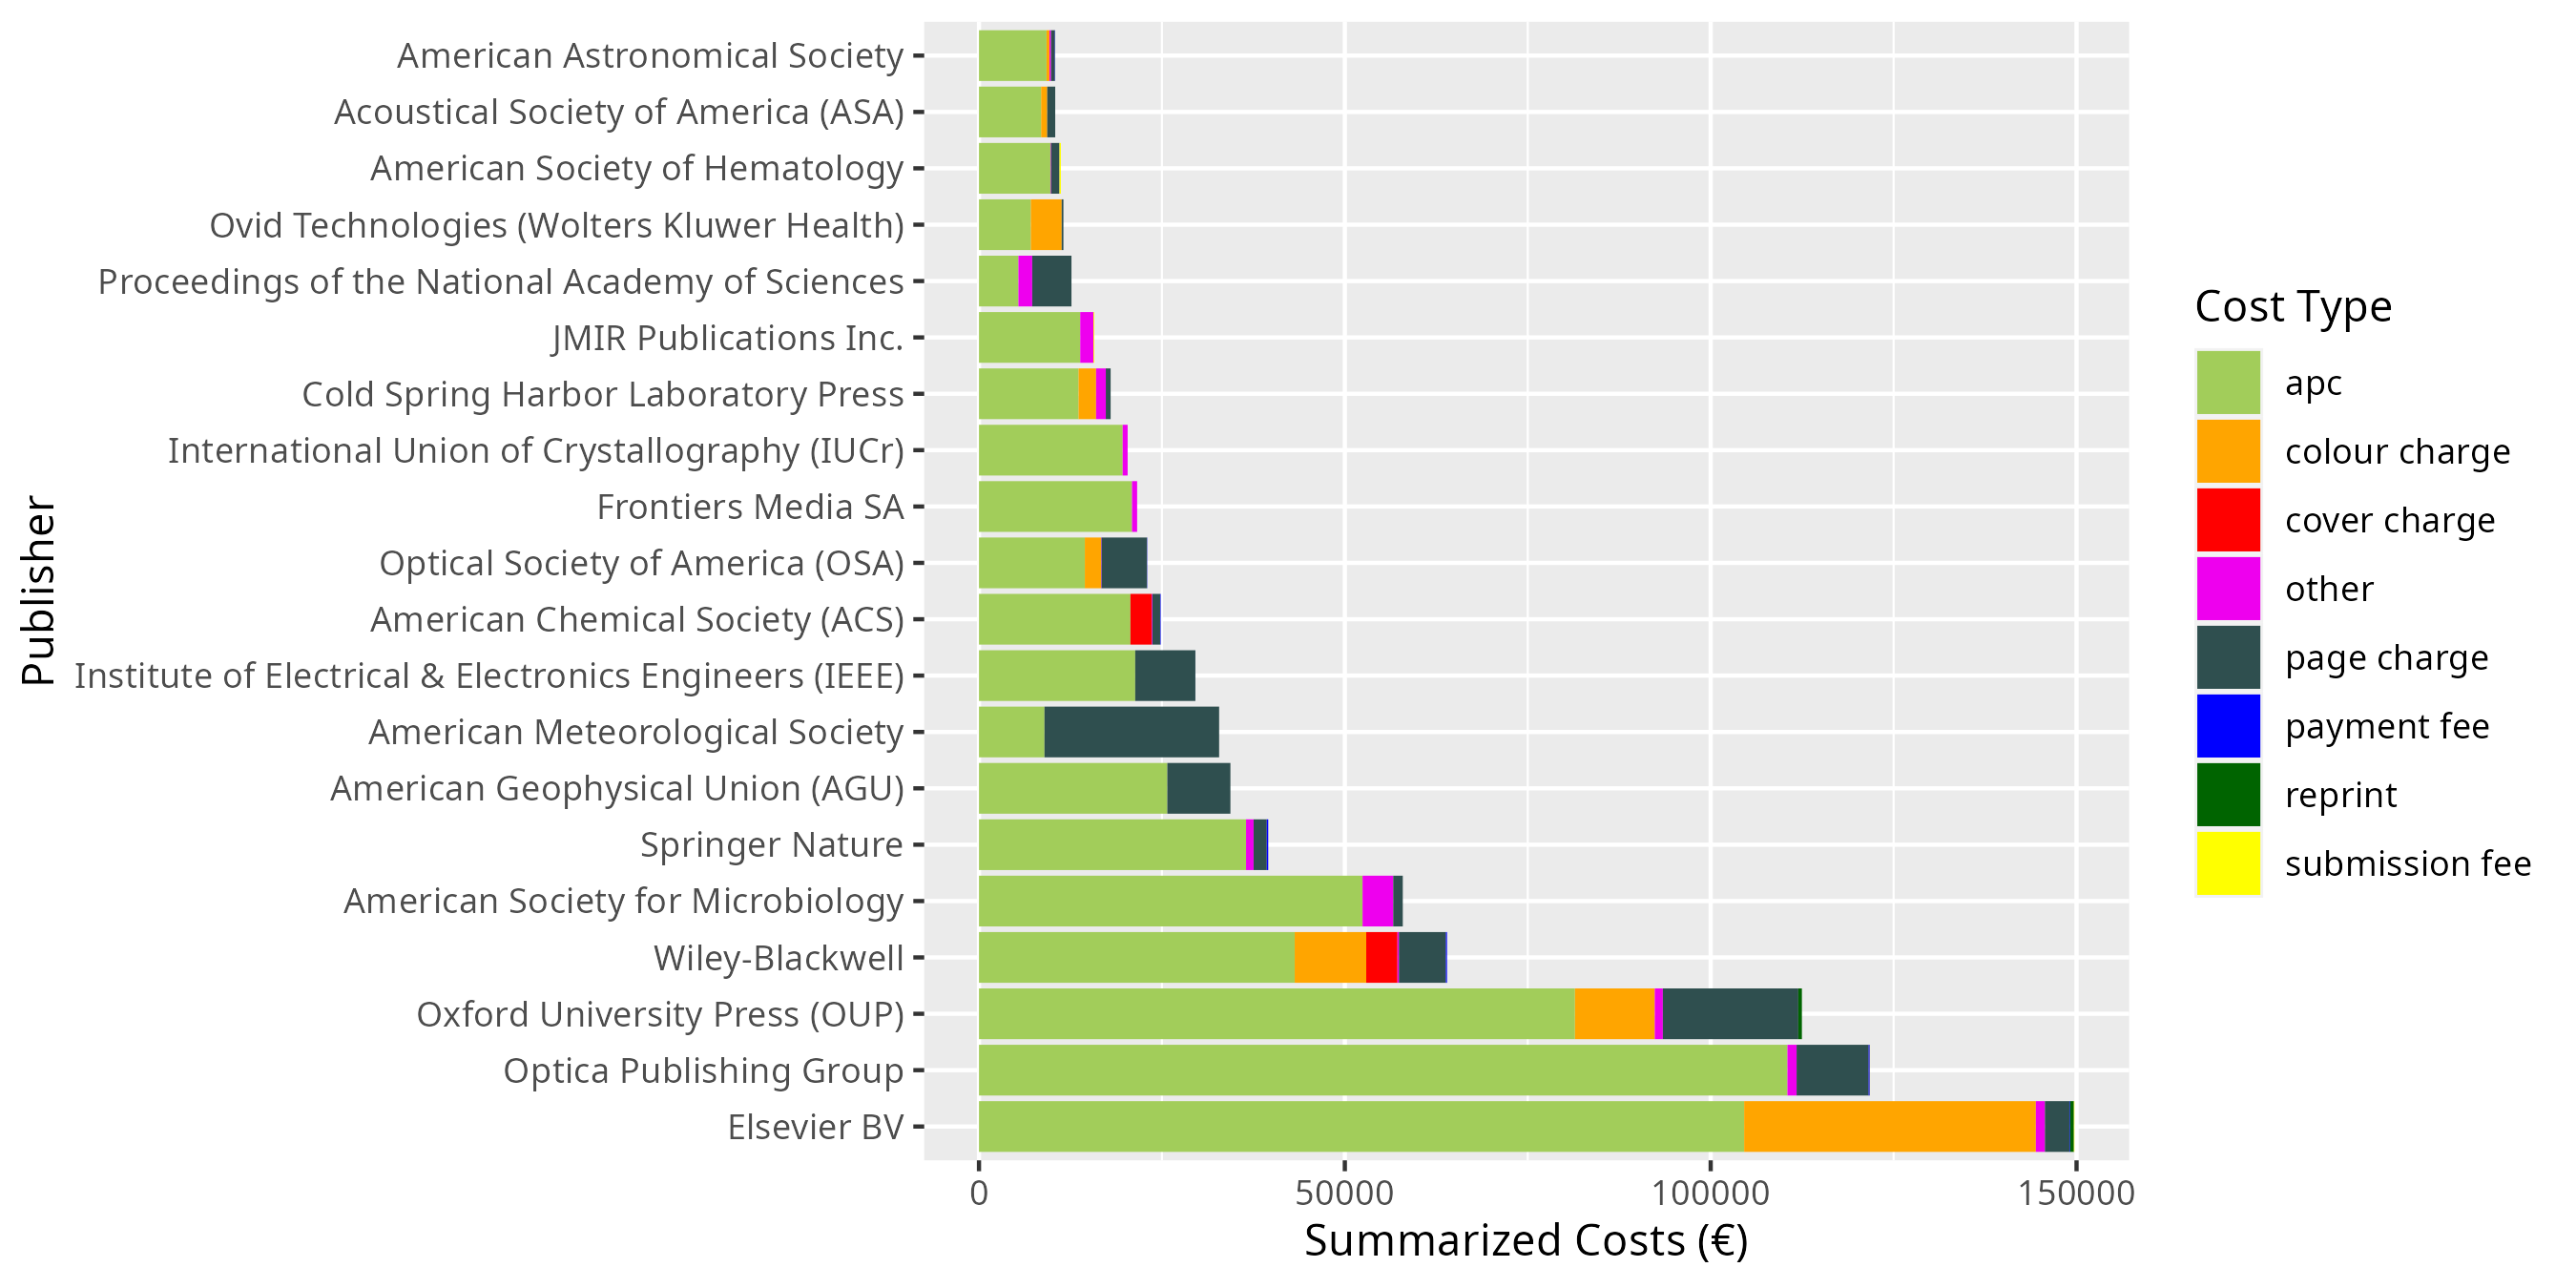 American Astronomical Society
Acoustical Society of America (ASA)
American Society of Hematology
Ovid Technologies (Wolters Kluwer Health)
Proceedings of the National Academy of Sciences
JMIR Publications Inc.
Cold Spring Harbor Laboratory Press
International Union of Crystallography (IUCr)
Frontiers Media SA
Optical Society of America (OSA)
American Chemical Society (ACS)
Institute of Electrical & Electronics Engineers (IEEE)
American Meteorological Society
American Geophysical Union (AGU)
Springer Nature
American Society for Microbiology
Wiley-Blackwell
Oxford University Press (OUP)
Optica Publishing Group
Elsevier BV
Publisher
0 50000 100000 150000
Summarized Costs (€)
Cost Type
apc
colour charge
cover charge
other
page charge
payment fee
reprint
submission fee